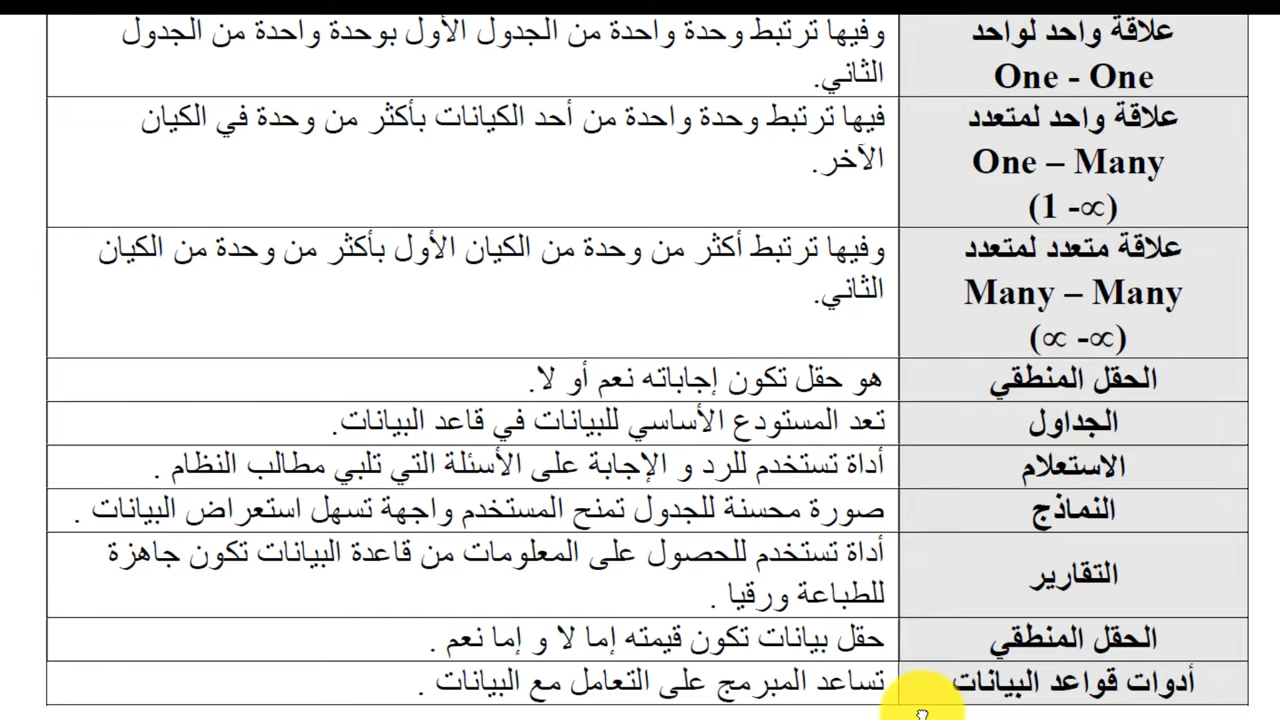 علاقة واحد لواحد
One - One
وفيها ترتبط وحدة واحدة من الجدول الأول بوحدة واحدة من الجدول
الثاني.
علاقة واحد لمتعدد
One – Many
(1 -∝)
فيها ترتبط وحدة واحدة من أحد الكيانات بأكثر من وحدة في الكيان
الآخر.
علاقة متعدد لمتعدد
Many – Many
(∝ -∝)
وفيها ترتبط أكثر من وحدة من الكيان الأول بأكثر من وحدة من الكيان
الثاني.
الحقل المنطقي
هو حقل تكون إجاباته نعم أو لا.
الجداول
تعد المستودع الأساسي للبيانات في قاعد البيانات.
الاستعلام
أداة تستخدم للرد و الإجابة على الأسئلة التي تلبي مطالب النظام .
النماذج
صورة محسنة للجدول تمنح المستخدم واجهة تسهل استعراض البيانات .
التقارير
أداة تستخدم للحصول على المعلومات من قاعدة البيانات تكون جاهزة
للطباعة ورقيا .
الحقل المنطقي
حقل بيانات تكون قيمته إما لا و إما نعم .
أدوات قواعد البيانات
تساعد المبرمج على التعامل مع البيانات .